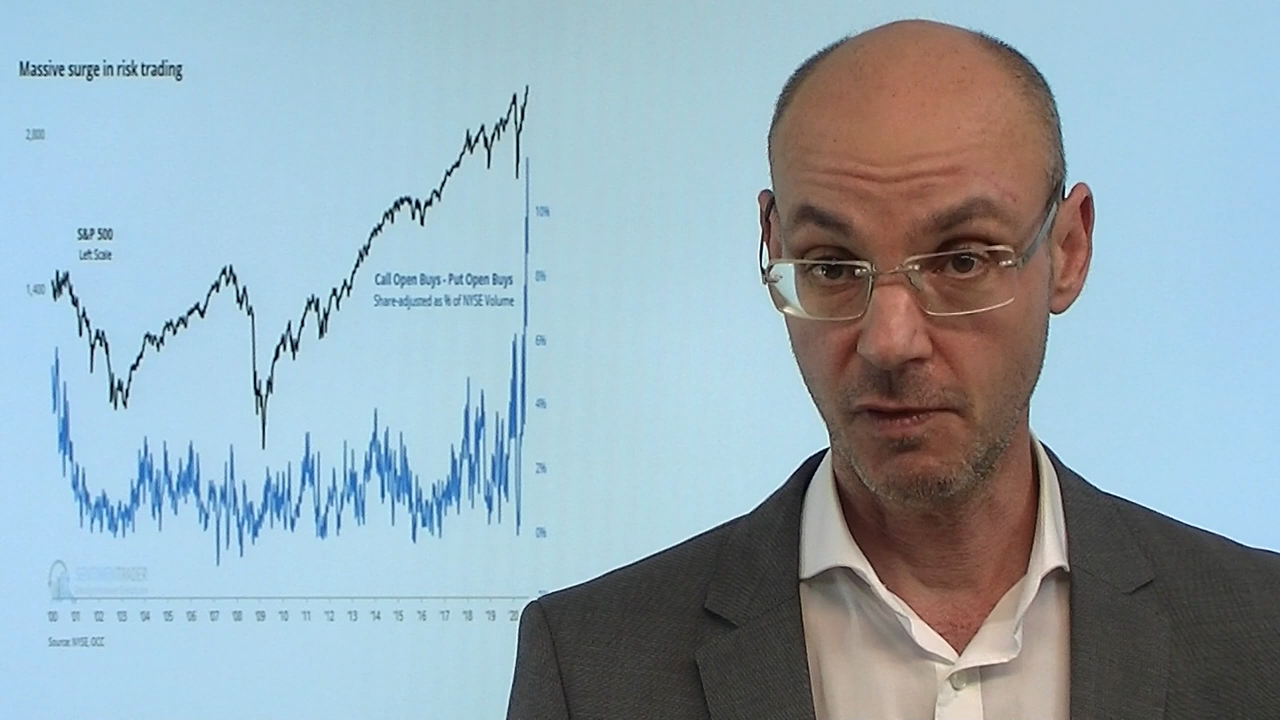 Massive surge in risk trading
2,800
S&P 500
Left Scale
1,400
10%
8%
Call Open Buys - Put Open Buys
Share-adjusted as % of NYSE Volume
6%
4%
2%
0%
SENTIMENTRADER
'00 '01 '02 '03 '04 '05 '06 '07 '08 '09 '10 '11 '12 '13 '14 '15 '16 '17 '18 '19 '20
Source: NYSE, OCC